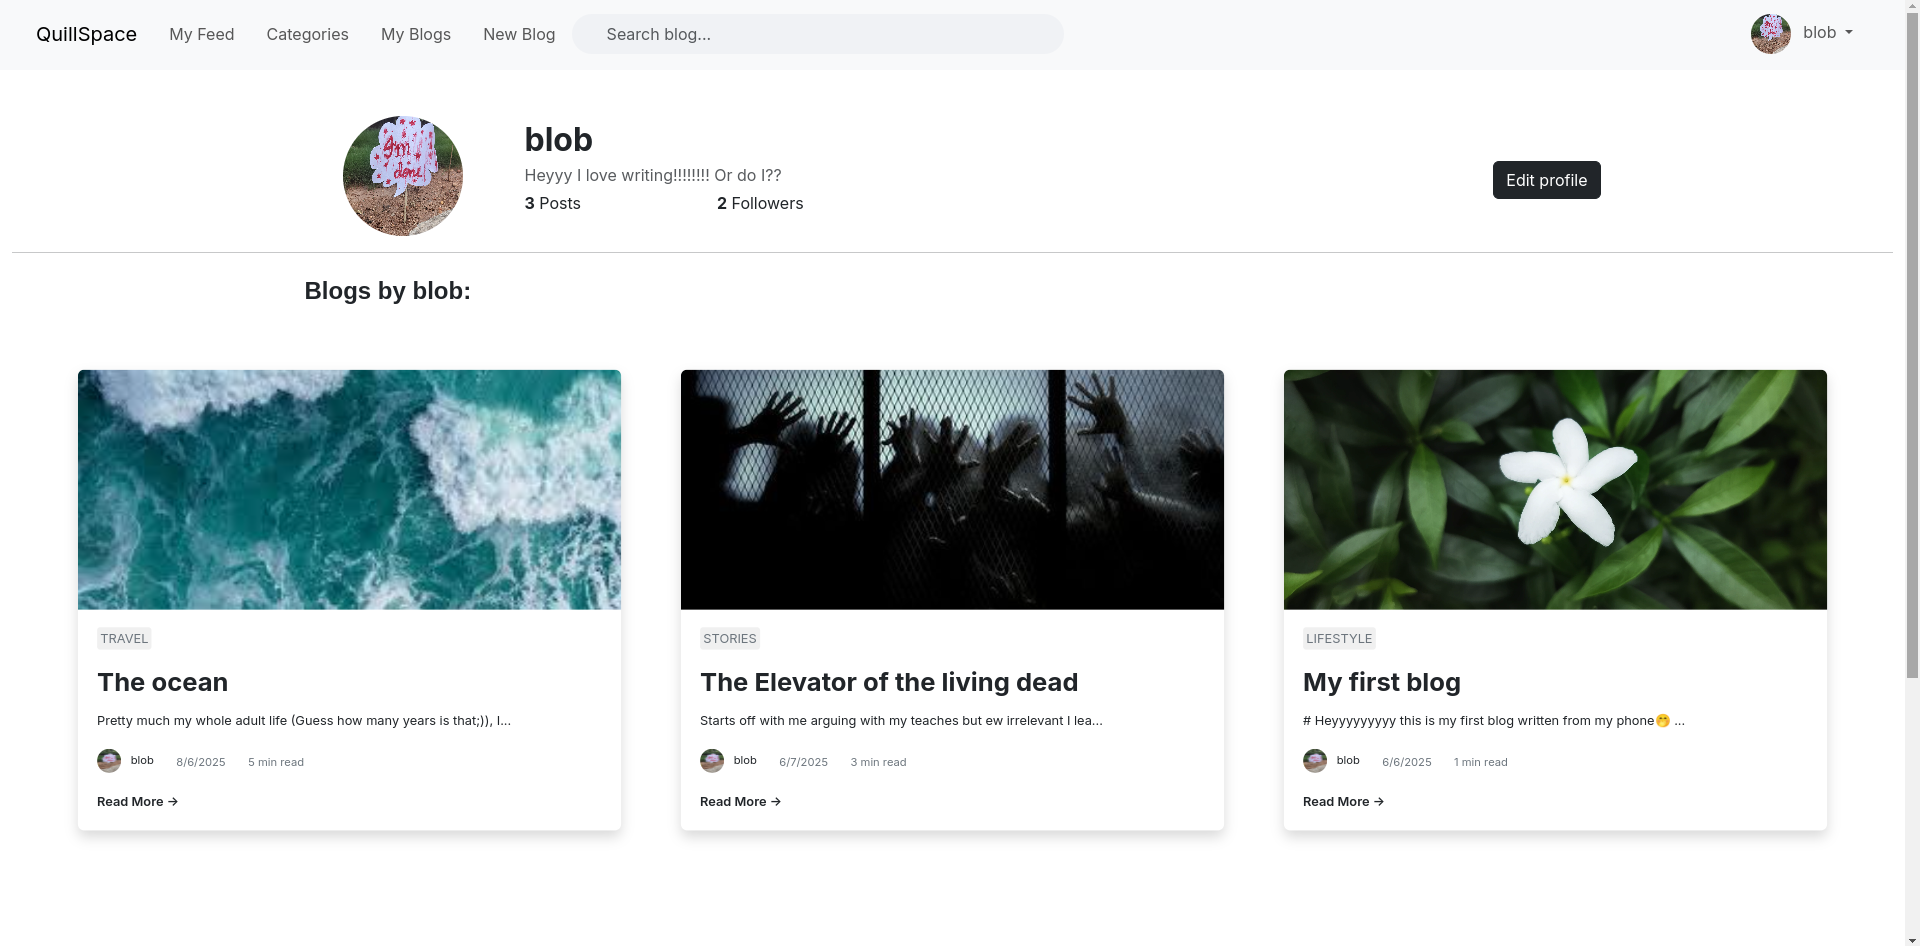 QuillSpace My Feed Categories My Blogs New Blog Search blog... blob
I'm
done!
blob
Heyyy I love writing!!!!!!!! Or do I??
3 Posts 2 Followers
Edit profile
Blogs by blob:
TRAVEL
The ocean
Pretty much my whole adult life (Guess how many years is that;)), I...
blob 8/6/2025 5 min read
Read More →
STORIES
The Elevator of the living dead
Starts off with me arguing with my teaches but ew irrelevant I lea...
blob 6/7/2025 3 min read
Read More →
LIFESTYLE
My first blog
# Heyyyyyyyyy this is my first blog written from my phone🤭 ...
blob 6/6/2025 1 min read
Read More →